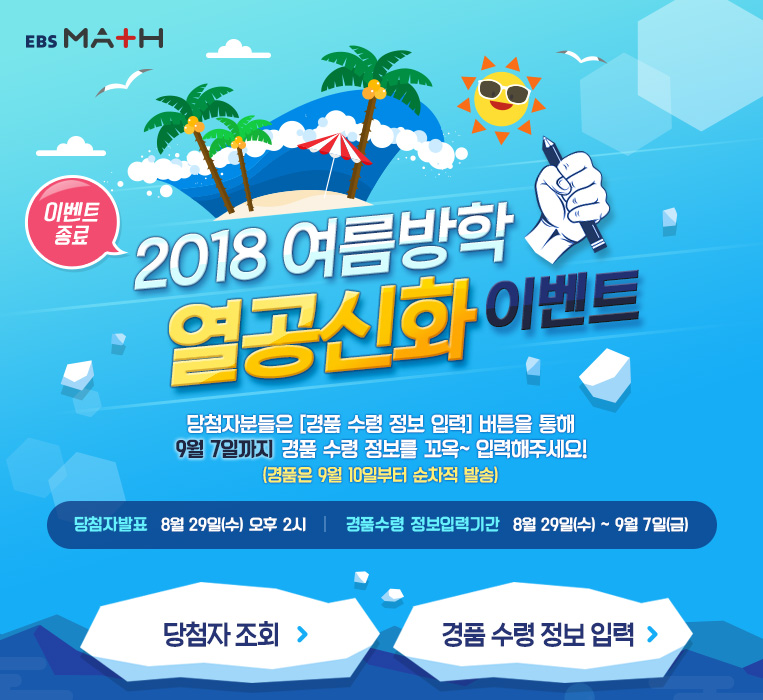 EBS MATH
이벤트
종료
2018 여름방학
열공신화 이벤트
당첨자분들은 [경품 수령 정보 입력] 버튼을 통해
9월 7일까지 경품 수령 정보를 꼬옥~ 입력해주세요!
(경품은 9월 10일부터 순차적 발송)
당첨자발표 8월 29일(수) 오후 2시 | 경품수령 정보입력기간 8월 29일(수) ~ 9월 7일(금)
당첨자 조회 >
경품 수령 정보 입력 >